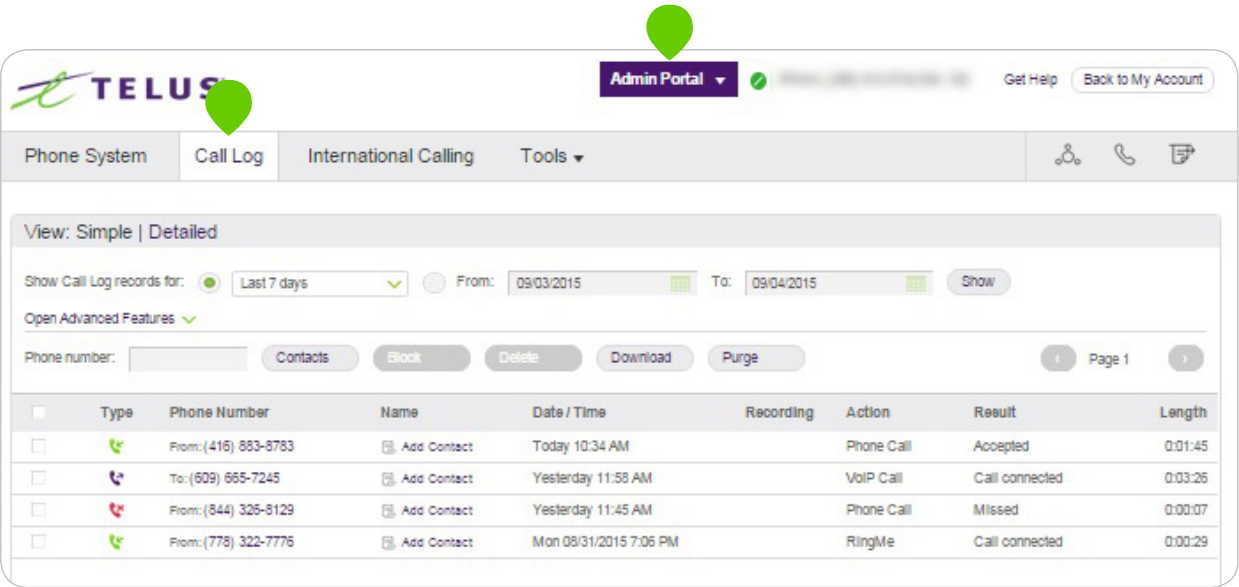 Admin Portal
Get Help
Back to My Account
TELUS
Phone System Call Log International Calling Tools
View: Simple | Detailed
Show Call Log records for: Last 7 days From: 09/03/2015 To: 09/04/2015 Show
Open Advanced Features
Phone number: Contacts Block Delete Download Purge Page 1
Type Phone Number Name Date / Time Recording Action Result Length
From: (416) 883-8783 Add Contact Today 10:34 AM Phone Call Accepted 0:01:45
To: (609) 665-7245 Add Contact Yesterday 11:58 AM VoIP Call Call connected 0:03:26
From: (844) 326-8129 Add Contact Yesterday 11:45 AM Phone Call Missed 0:00:07
From: (778) 322-7776 Add Contact Mon 08/31/2015 7:06 PM RingMe Call connected 0:00:29